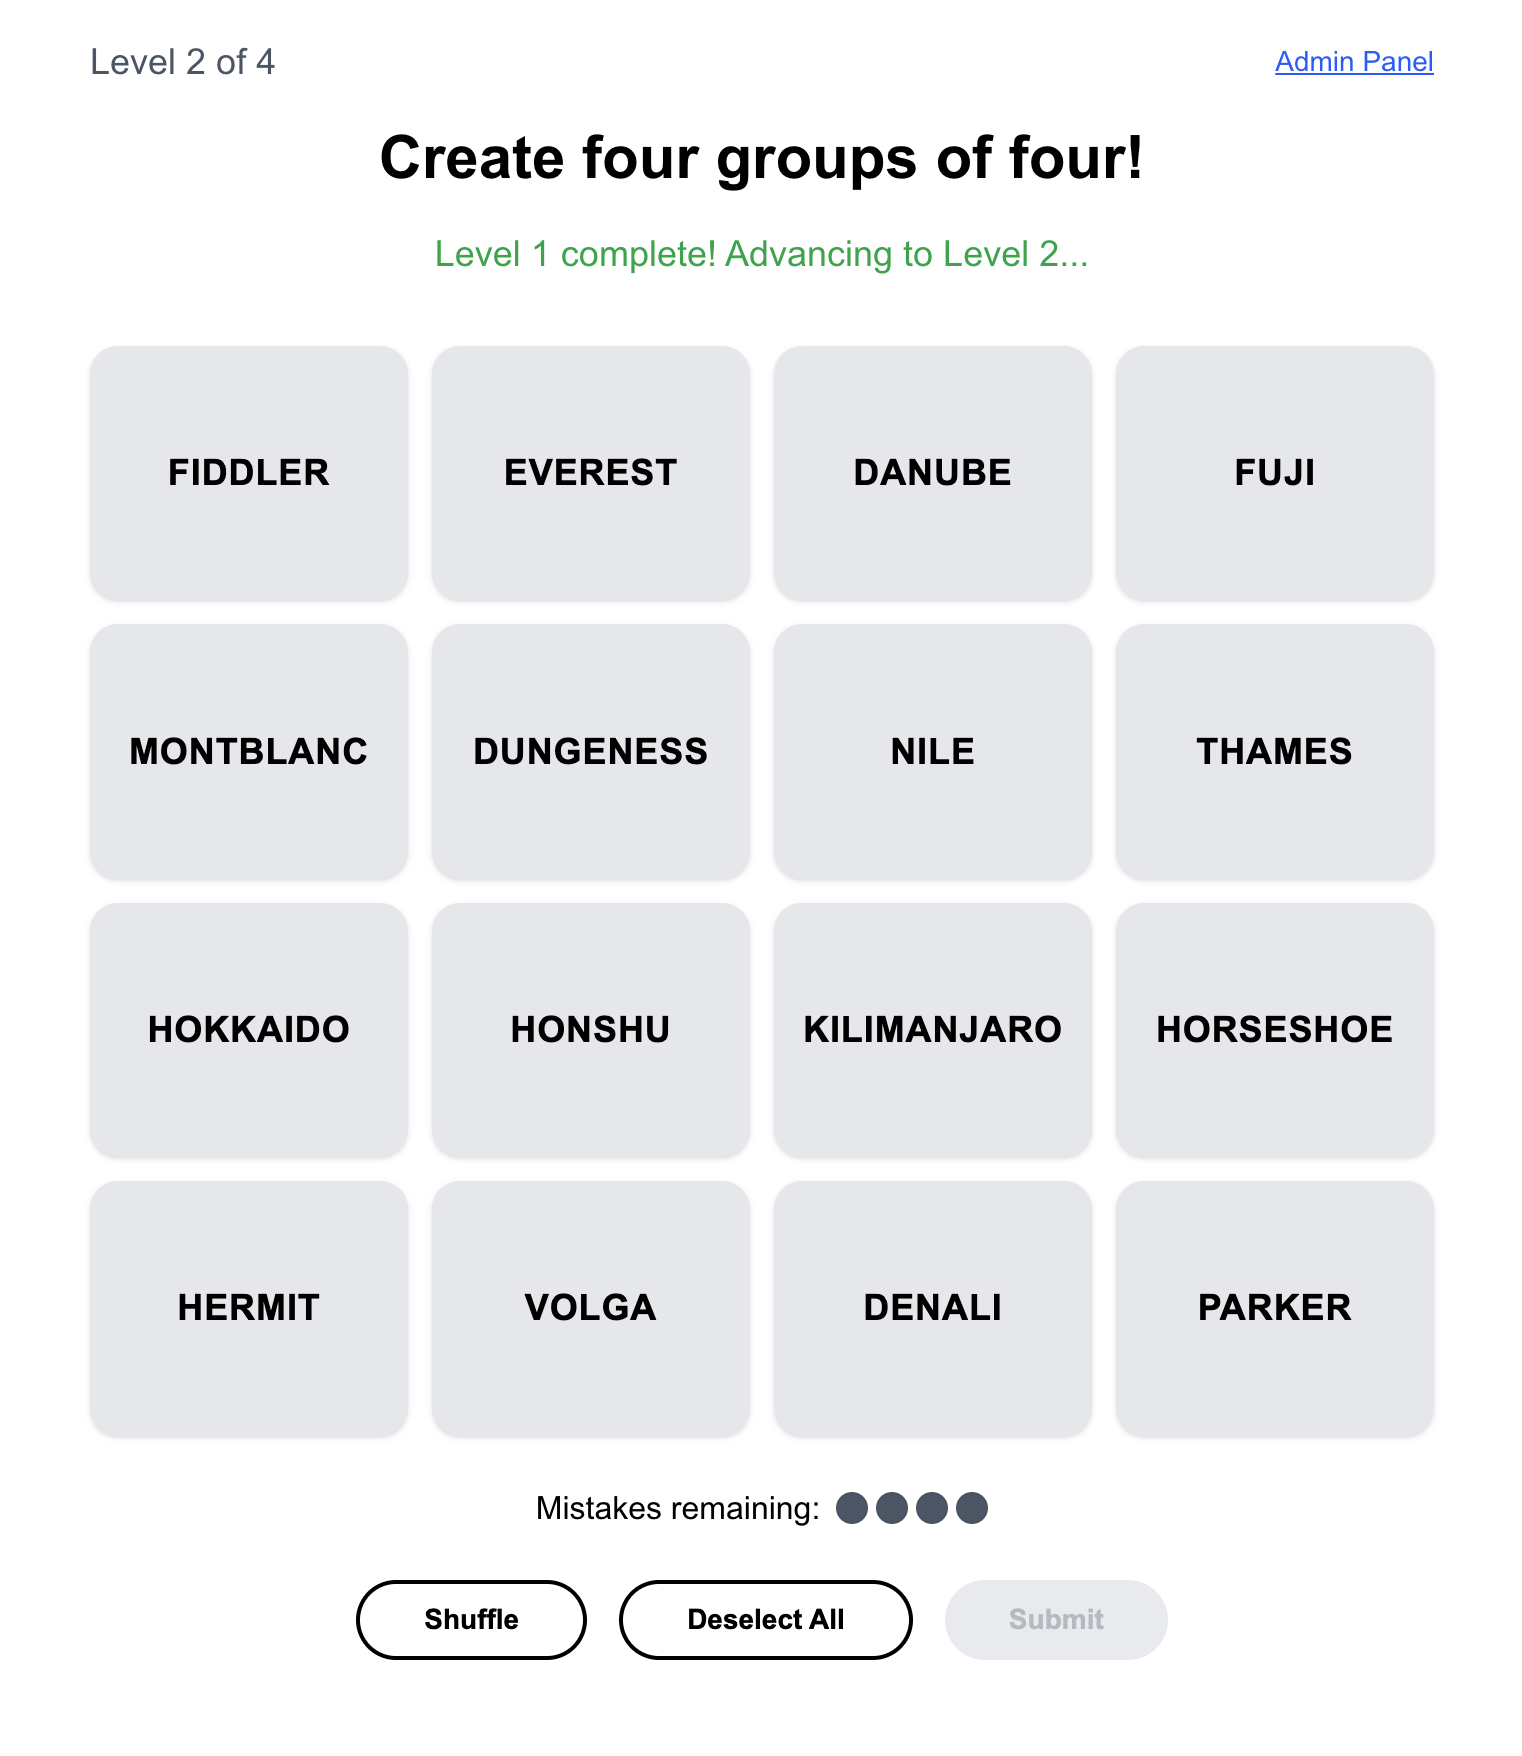 Level 2 of 4
Admin Panel
Create four groups of four!
Level 1 complete! Advancing to Level 2...
FIDDLER
EVEREST
DANUBE
FUJI
MONTBLANC
DUNGENESS
NILE
THAMES
HOKKAIDO
HONSHU
KILIMANJARO
HORSESHOE
HERMIT
VOLGA
DENALI
PARKER
Mistakes remaining:
Shuffle
Deselect All
Submit